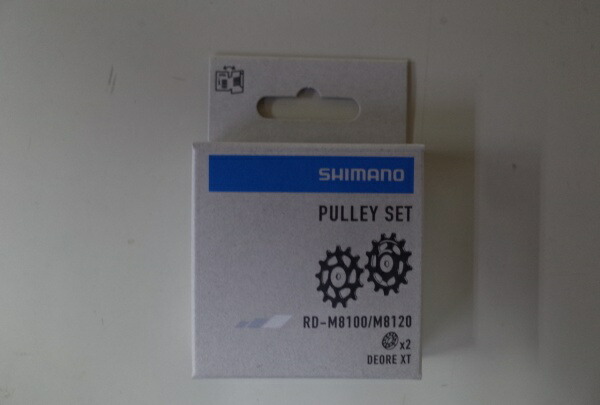 SHIMANO
PULLEY SET
RD-M8100/M8120
x2
DEORE XT